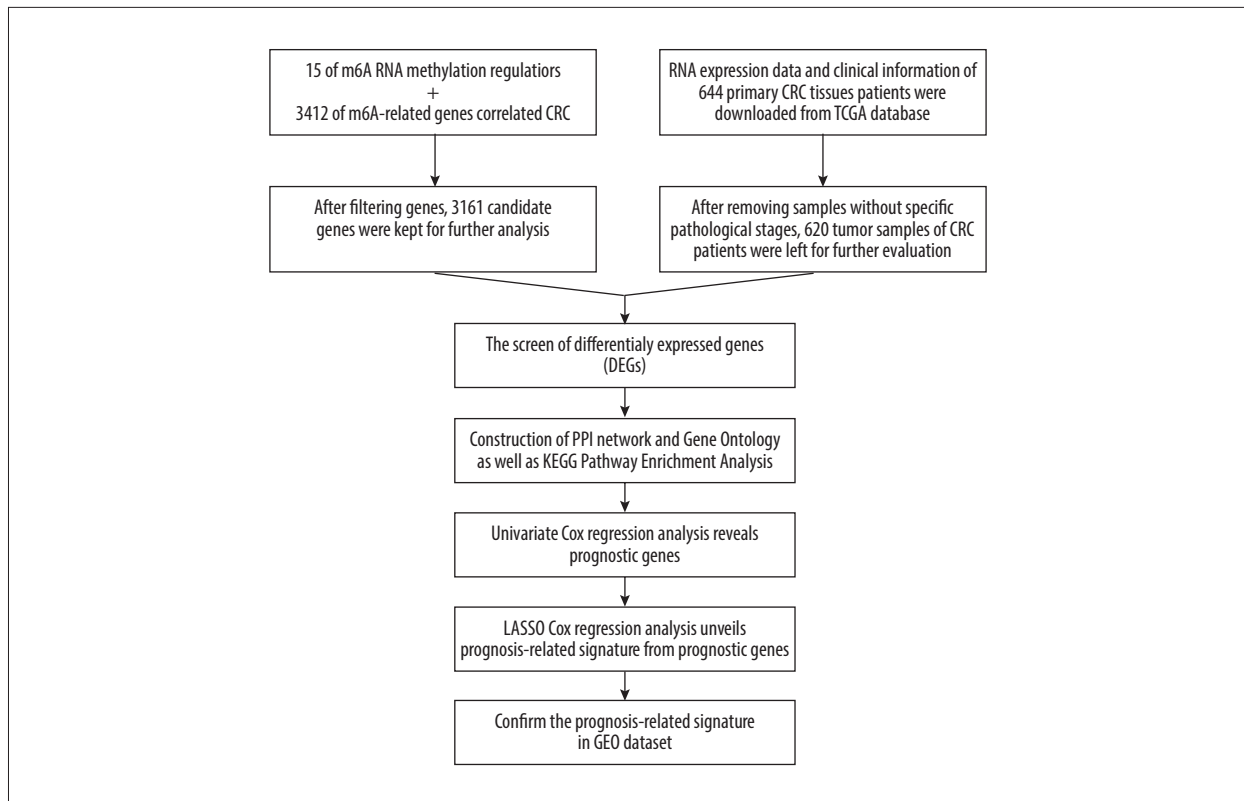 15 of m6A RNA methylation regulatiors
+
3412 of m6A-related genes correlated CRC
RNA expression data and clinical information of
644 primary CRC tissues patients were
downloaded from TCGA database
After filtering genes, 3161 candidate
genes were kept for further analysis
After removing samples without specific
pathological stages, 620 tumor samples of CRC
patients were left for further evaluation
The screen of differentialy expressed genes
(DEGs)
Construction of PPI network and Gene Ontology
as well as KEGG Pathway Enrichment Analysis
Univariate Cox regression analysis reveals
prognostic genes
LASSO Cox regression analysis unveils
prognosis-related signature from prognostic genes
Confirm the prognosis-related signature
in GEO dataset